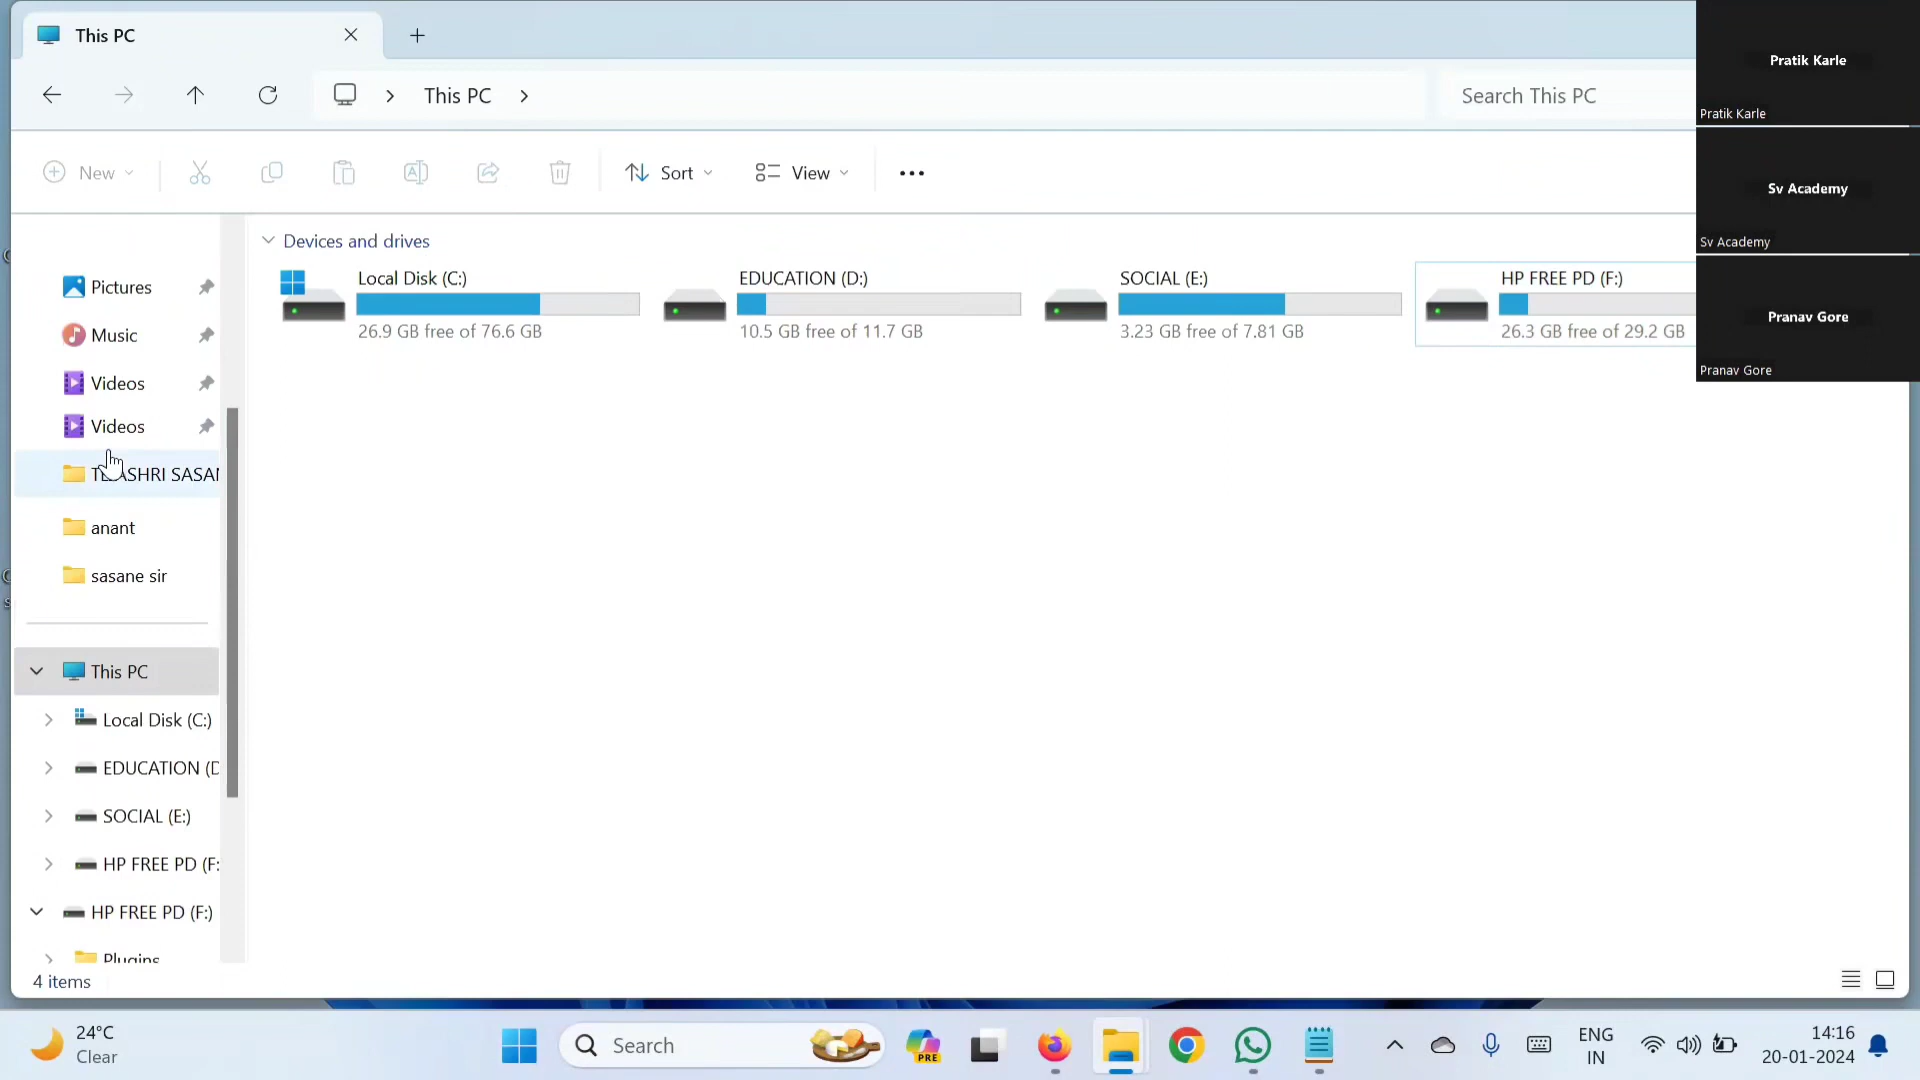 This PC
This PC
Search This PC
New
Sort
View
Devices and drives
Local Disk (C:)
26.9 GB free of 76.6 GB
EDUCATION (D:)
10.5 GB free of 11.7 GB
SOCIAL (E:)
3.23 GB free of 7.81 GB
HP FREE PD (F:)
26.3 GB free of 29.2 GB
Pratik Karle
Pratik Karle
Sv Academy
Sv Academy
Pranav Gore
Pranav Gore
Pictures
Music
Videos
Videos
SASAN
anant
sasane sir
This PC
Local Disk (C:)
EDUCATION (D
SOCIAL (E:)
HP FREE PD (F:
HP FREE PD (F:)
Plugins
4 items
24°C
Clear
Search
PRE
ENG
IN
14:16
20-01-2024